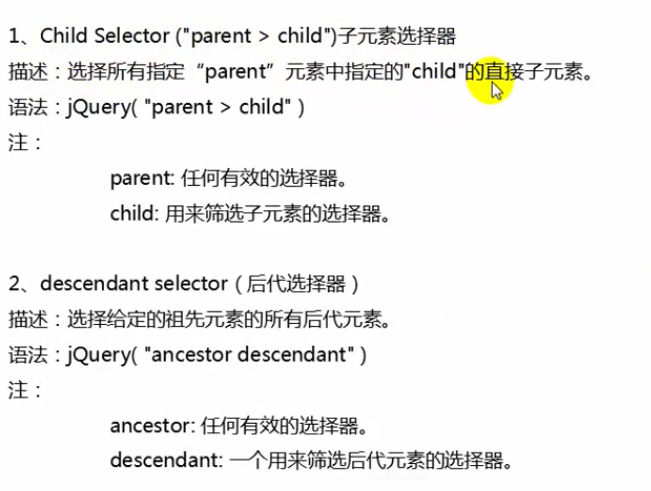 1、Child Selector ("parent > child")子元素选择器
描述：选择所有指定“parent”元素中指定的"child"的直接子元素。
语法：jQuery( "parent > child" )
注：
parent: 任何有效的选择器。
child: 用来筛选子元素的选择器。
2、descendant selector（后代选择器）
描述：选择给定的祖先元素的所有后代元素。
语法：jQuery( "ancestor descendant" )
注：
ancestor: 任何有效的选择器。
descendant: 一个用来筛选后代元素的选择器。